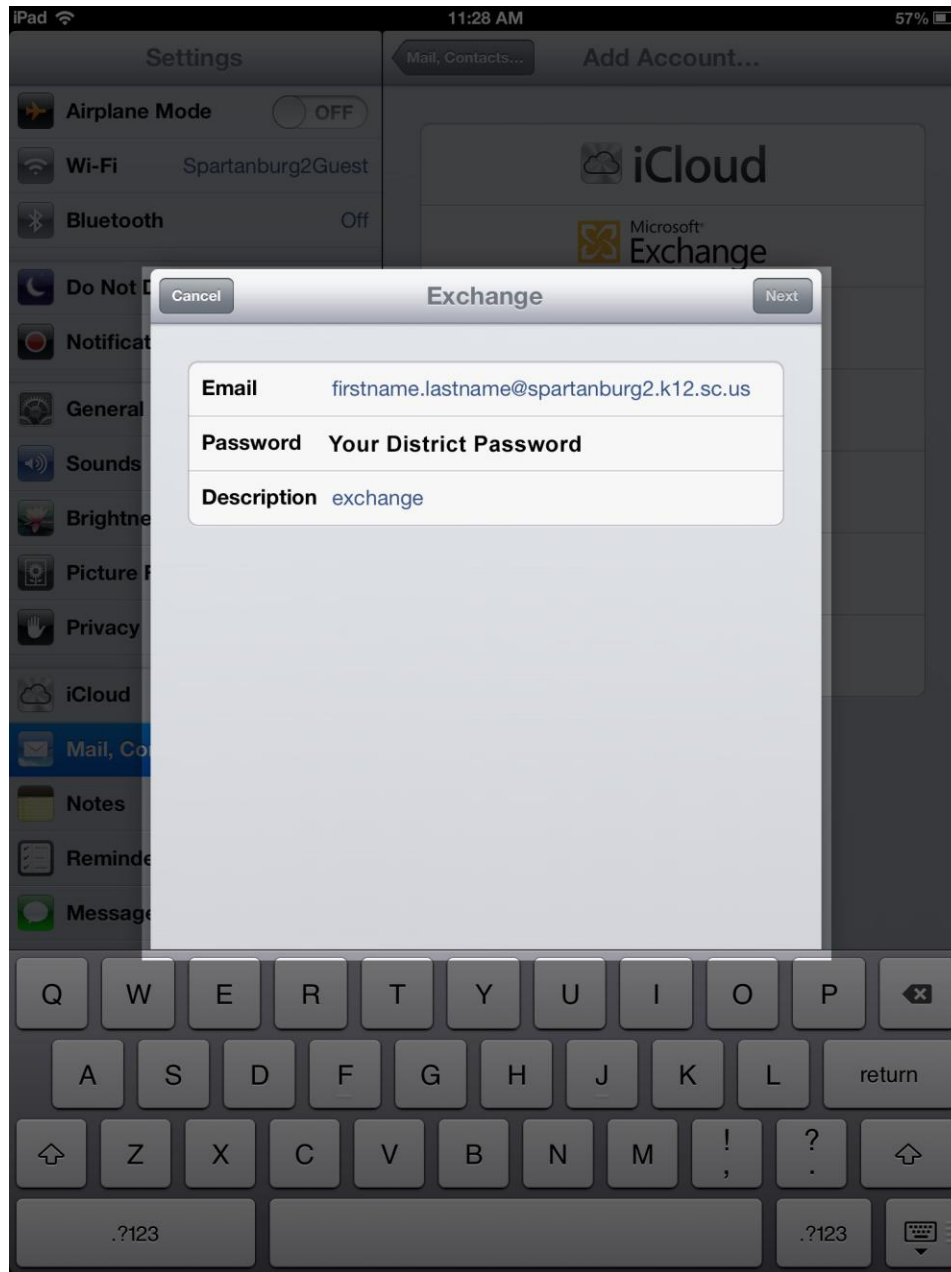 iPad 11:28 AM 57%
Settings
Mail, Contacts... Add Account...
Airplane Mode OFF
Wi-Fi Spartanburg2Guest
Bluetooth Off
iCloud
Microsoft
Exchange
Do Not D
Notificat
General
Sounds
Brightne
Picture F
Privacy
iCloud
Mail, Co
Notes
Reminde
Message
Cancel Exchange Next
Email firstname.lastname@spartanburg2.k12.sc.us
Password Your District Password
Description exchange
Q W E R T Y U I O P
A S D F G H J K L return
Z X C V B N M ! , ? .
.?123 .?123